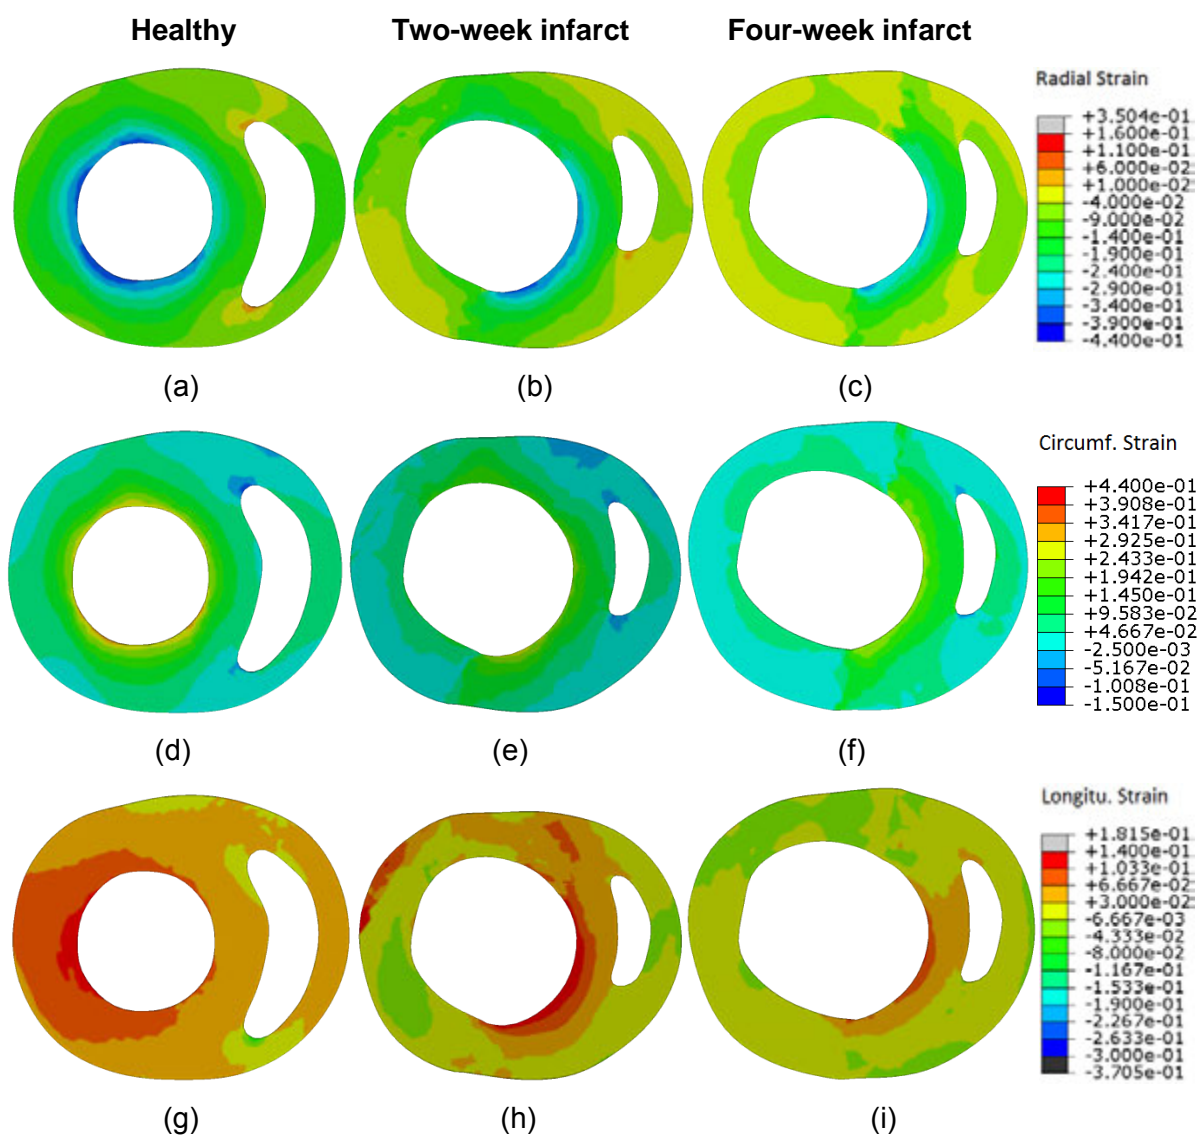 Healthy Two-week infarct Four-week infarct
Radial Strain
+3.504e-01
+1.600e-01
+1.100e-01
+6.000e-02
+1.000e-02
-4.000e-02
-9.000e-02
-1.400e-01
-1.900e-01
-2.400e-01
-2.900e-01
-3.400e-01
-3.900e-01
-4.400e-01
(a) (b) (c)
Circumf. Strain
+4.400e-01
+3.908e-01
+3.417e-01
+2.925e-01
+2.433e-01
+1.942e-01
+1.450e-01
+9.583e-02
+4.667e-02
-2.500e-03
-5.167e-02
-1.008e-01
-1.500e-01
(d) (e) (f)
Longitu. Strain
+1.815e-01
+1.400e-01
+1.033e-01
+6.667e-02
+3.000e-02
-6.667e-03
-4.333e-02
-8.000e-02
-1.167e-01
-1.533e-01
-1.900e-01
-2.267e-01
-2.633e-01
-3.000e-01
-3.705e-01
(g) (h) (i)